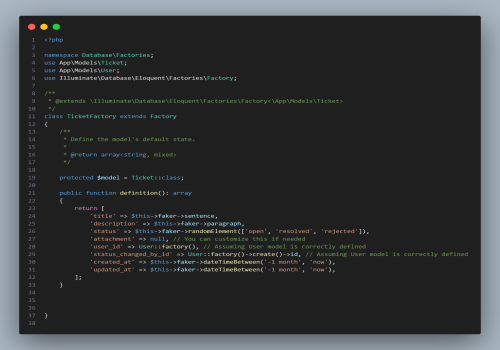 1 <?php
2
3 namespace Database\Factories;
4 use App\Models\Ticket;
5 use App\Models\User;
6 use Illuminate\Database\Eloquent\Factories\Factory;
7
8 /**
9 * @extends \Illuminate\Database\Eloquent\Factories\Factory<\App\Models\Ticket>
10 */
11 class TicketFactory extends Factory
12 {
13 /**
14 * Define the model's default state.
15 *
16 * @return array<string, mixed>
17 */
18
19 protected $model = Ticket::class;
20
21 public function definition(): array
22 {
23 return [
24 'title' => $this->faker->sentence,
25 'description' => $this->faker->paragraph,
26 'status' => $this->faker->randomElement(['open', 'resolved', 'rejected']),
27 'attachment' => null, // You can customize this if needed
28 'user_id' => User::factory(), // Assuming User model is correctly defined
29 'status_changed_by_id' => User::factory()->create()->id, // Assuming User model is correctly defined
30 'created_at' => $this->faker->dateTimeBetween('-1 month', 'now'),
31 'updated_at' => $this->faker->dateTimeBetween('-1 month', 'now'),
32 ];
33 }
34
35
36
37 }
38